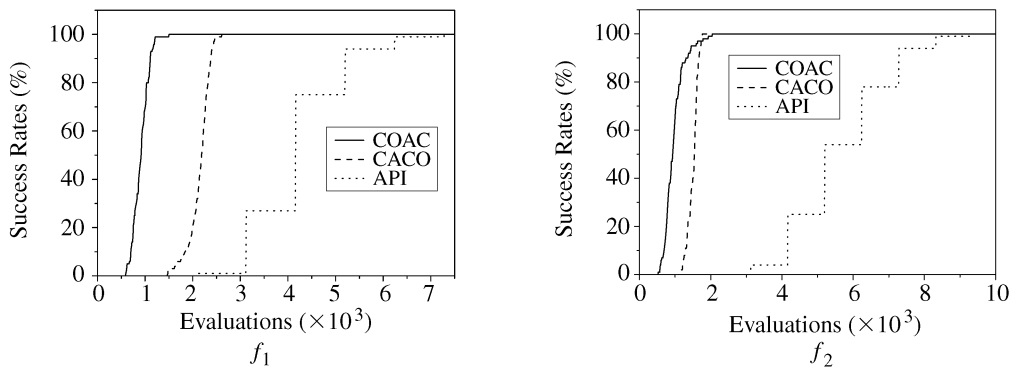 100
80
60
40
20
0
Success Rates (%)
COAC
CACO
API
0 1 2 3 4 5 6 7
Evaluations (×10³)
f₁
100
80
60
40
20
0
Success Rates (%)
COAC
CACO
API
0 2 4 6 8 10
Evaluations (×10³)
f₂